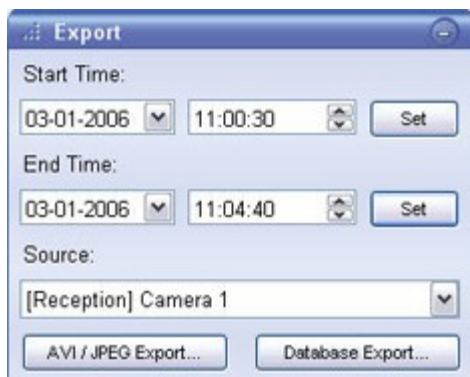 Export
Start Time:
03-01-2006 11:00:30 Set
End Time:
03-01-2006 11:04:40 Set
Source:
[Reception] Camera 1
AVI / JPEG Export... Database Export...